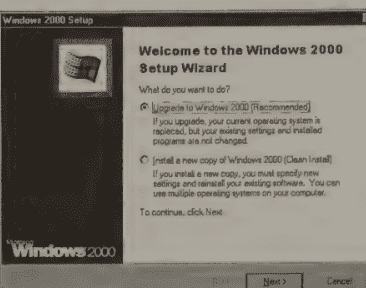 Windows 2000 Setup
Welcome to the Windows 2000
Setup Wizard
What do you want to do?
Upgrade to Windows 2000 (Recommended)
If you upgrade, your current operating system is
replaced, but your existing settings and installed
programs are not changed.
Install a new copy of Windows 2000 (Clean Install)
If you install a new copy, you must specify new
settings and reinstall your existing software. You can
use multiple operating systems on your computer.
To continue, click Next
Microsoft
Windows 2000
Next >
Cancel